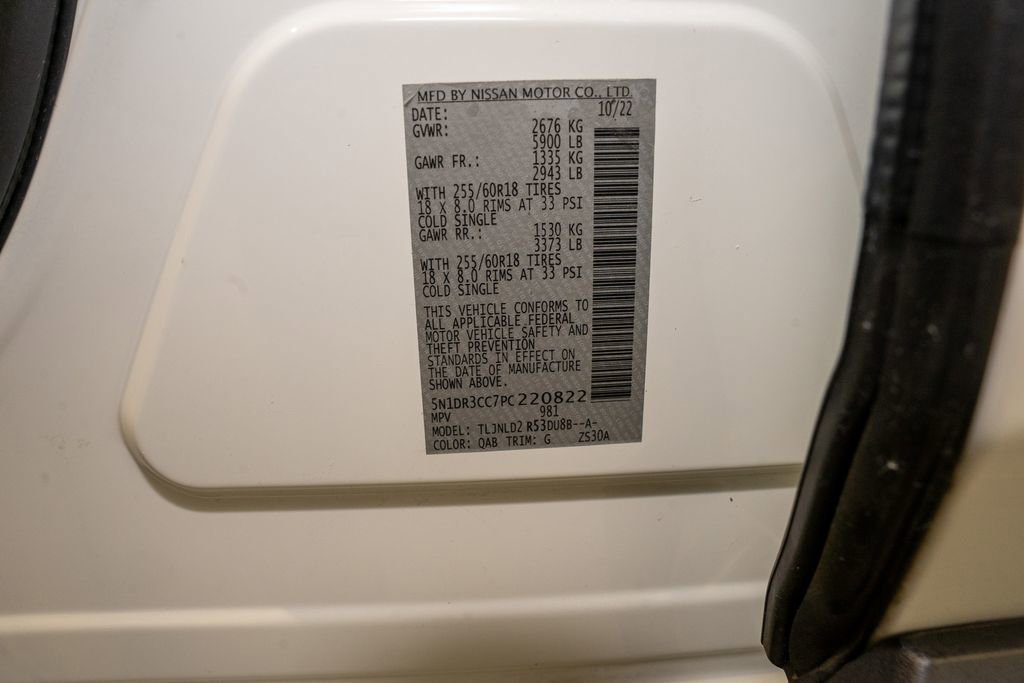 MFD BY NISSAN MOTOR CO., LTD.
DATE: 10/22
GVWR: 2676 KG
5900 LB
GAWR FR.: 1335 KG
2943 LB
WITH 255/60R18 TIRES
18 X 8.0 RIMS AT 33 PSI
COLD SINGLE
GAWR RR.: 1530 KG
3373 LB
WITH 255/60R18 TIRES
18 X 8.0 RIMS AT 33 PSI
COLD SINGLE
THIS VEHICLE CONFORMS TO
ALL APPLICABLE FEDERAL
MOTOR VEHICLE SAFETY AND
THEFT PREVENTION
STANDARDS IN EFFECT ON
THE DATE OF MANUFACTURE
SHOWN ABOVE.
5N1DR3CC7PC220822
MPV 981
MODEL: TLJNLD2 R53DU8B--A-
COLOR: QAB TRIM: G ZS30A